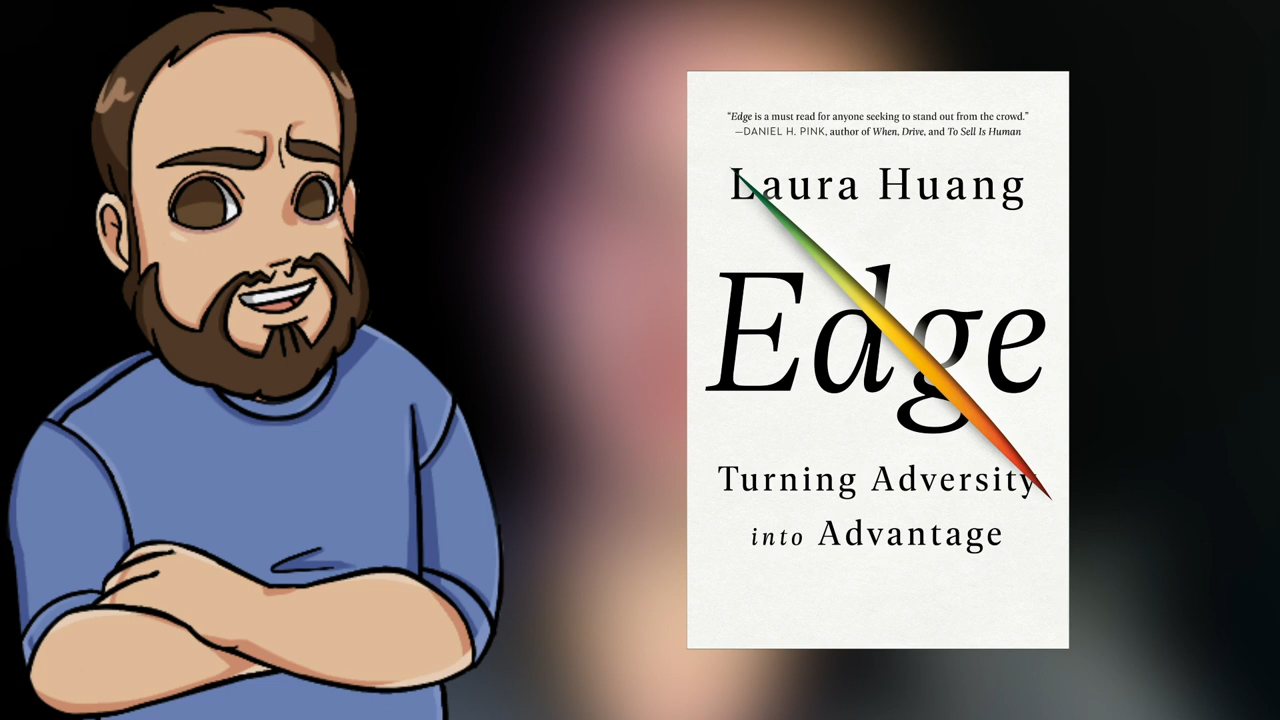 “Edge is a must read for anyone seeking to stand out from the crowd.”
—DANIEL H. PINK, author of When, Drive, and To Sell Is Human
Laura Huang
Edge
Turning Adversity
into Advantage